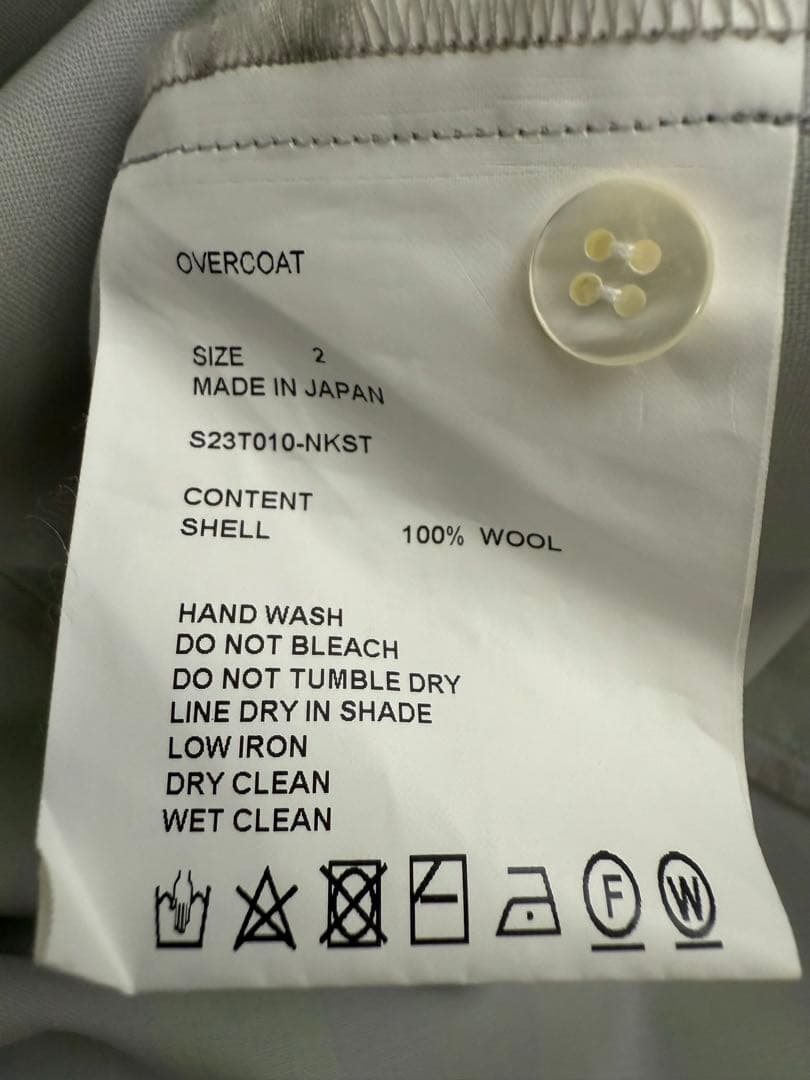 OVERCOAT
SIZE 2
MADE IN JAPAN
S23T010-NKST
CONTENT
SHELL 100% WOOL
HAND WASH
DO NOT BLEACH
DO NOT TUMBLE DRY
LINE DRY IN SHADE
LOW IRON
DRY CLEAN
WET CLEAN
F W